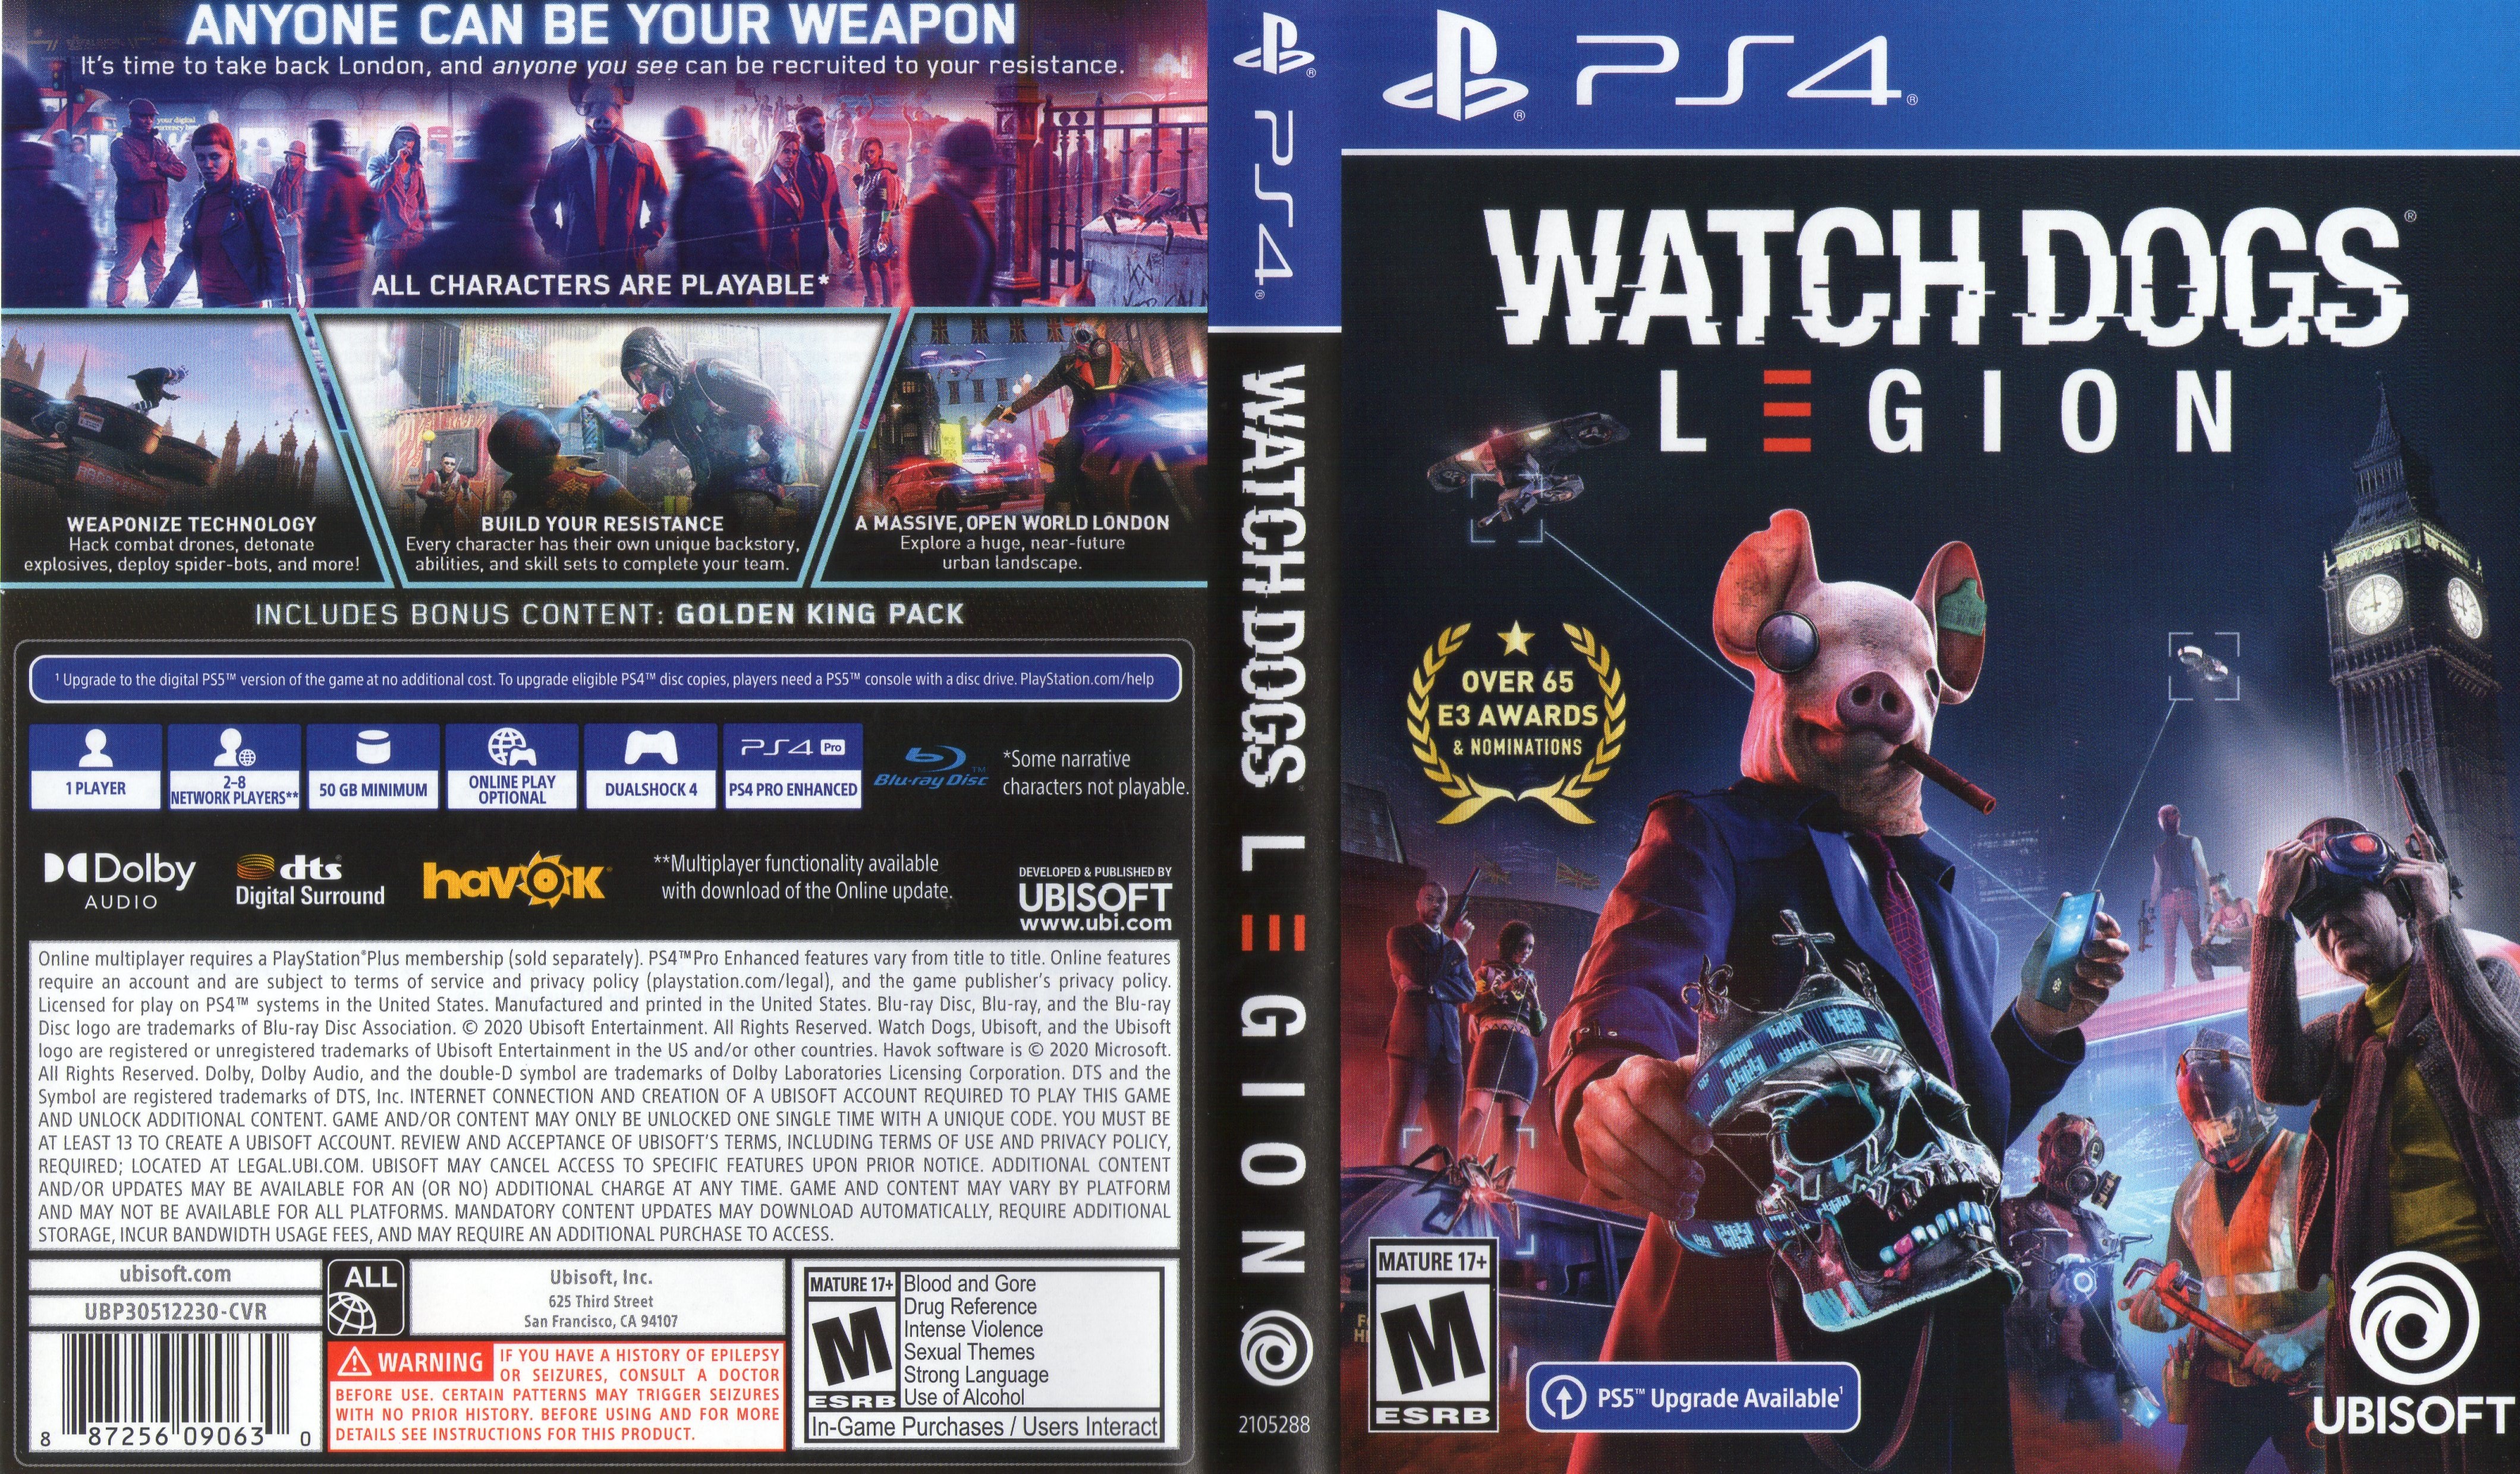 ANYONE CAN BE YOUR WEAPON
It's time to take back London, and anyone you see can be recruited to your resistance.
your digital
ALL CHARACTERS ARE PLAYABLE*
WEAPONIZE TECHNOLOGY
Hack combat drones, detonate
explosives, deploy spider-bots, and more!
BUILD YOUR RESISTANCE
Every character has their own unique backstory,
abilities, and skill sets to complete your team.
A MASSIVE, OPEN WORLD LONDON
Explore a huge, near-future
urban landscape.
INCLUDES BONUS CONTENT: GOLDEN KING PACK
¹ Upgrade to the digital PS5™ version of the game at no additional cost. To upgrade eligible PS4™ disc copies, players need a PS5™ console with a disc drive. PlayStation.com/help
1 PLAYER
2–8
NETWORK PLAYERS**
50 GB MINIMUM
ONLINE PLAY
OPTIONAL
DUALSHOCK 4
PS4 Pro
PS4 PRO ENHANCED
Blu-ray Disc™
*Some narrative
characters not playable.
Dolby
AUDIO
dts
Digital Surround
havok
**Multiplayer functionality available
with download of the Online update.
DEVELOPED & PUBLISHED BY
UBISOFT
www.ubi.com
Online multiplayer requires a PlayStation®Plus membership (sold separately). PS4™Pro Enhanced features vary from title to title. Online features
require an account and are subject to terms of service and privacy policy (playstation.com/legal), and the game publisher's privacy policy.
Licensed for play on PS4™ systems in the United States. Manufactured and printed in the United States. Blu-ray Disc, Blu-ray, and the Blu-ray
Disc logo are trademarks of Blu-ray Disc Association. © 2020 Ubisoft Entertainment. All Rights Reserved. Watch Dogs, Ubisoft, and the Ubisoft
logo are registered or unregistered trademarks of Ubisoft Entertainment in the US and/or other countries. Havok software is © 2020 Microsoft.
All Rights Reserved. Dolby, Dolby Audio, and the double-D symbol are trademarks of Dolby Laboratories Licensing Corporation. DTS and the
Symbol are registered trademarks of DTS, Inc. INTERNET CONNECTION AND CREATION OF A UBISOFT ACCOUNT REQUIRED TO PLAY THIS GAME
AND UNLOCK ADDITIONAL CONTENT. GAME AND/OR CONTENT MAY ONLY BE UNLOCKED ONE SINGLE TIME WITH A UNIQUE CODE. YOU MUST BE
AT LEAST 13 TO CREATE A UBISOFT ACCOUNT. REVIEW AND ACCEPTANCE OF UBISOFT'S TERMS, INCLUDING TERMS OF USE AND PRIVACY POLICY,
REQUIRED; LOCATED AT LEGAL.UBI.COM. UBISOFT MAY CANCEL ACCESS TO SPECIFIC FEATURES UPON PRIOR NOTICE. ADDITIONAL CONTENT
AND/OR UPDATES MAY BE AVAILABLE FOR AN (OR NO) ADDITIONAL CHARGE AT ANY TIME. GAME AND CONTENT MAY VARY BY PLATFORM
AND MAY NOT BE AVAILABLE FOR ALL PLATFORMS. MANDATORY CONTENT UPDATES MAY DOWNLOAD AUTOMATICALLY, REQUIRE ADDITIONAL
STORAGE, INCUR BANDWIDTH USAGE FEES, AND MAY REQUIRE AN ADDITIONAL PURCHASE TO ACCESS.
ubisoft.com
UBP30512230-CVR
8 87256 09063 0
ALL
Ubisoft, Inc.
625 Third Street
San Francisco, CA 94107
WARNING IF YOU HAVE A HISTORY OF EPILEPSY
OR SEIZURES, CONSULT A DOCTOR
BEFORE USE. CERTAIN PATTERNS MAY TRIGGER SEIZURES
WITH NO PRIOR HISTORY. BEFORE USING AND FOR MORE
DETAILS SEE INSTRUCTIONS FOR THIS PRODUCT.
MATURE 17+
M
ESRB
Blood and Gore
Drug Reference
Intense Violence
Sexual Themes
Strong Language
Use of Alcohol
In-Game Purchases / Users Interact
PS4®
WATCH DOGS® LEGION
2105288
PS4®
WATCH DOGS®
LEGION
OVER 65
E3 AWARDS
& NOMINATIONS
MATURE 17+
M
ESRB
PS5™ Upgrade Available¹
UBISOFT